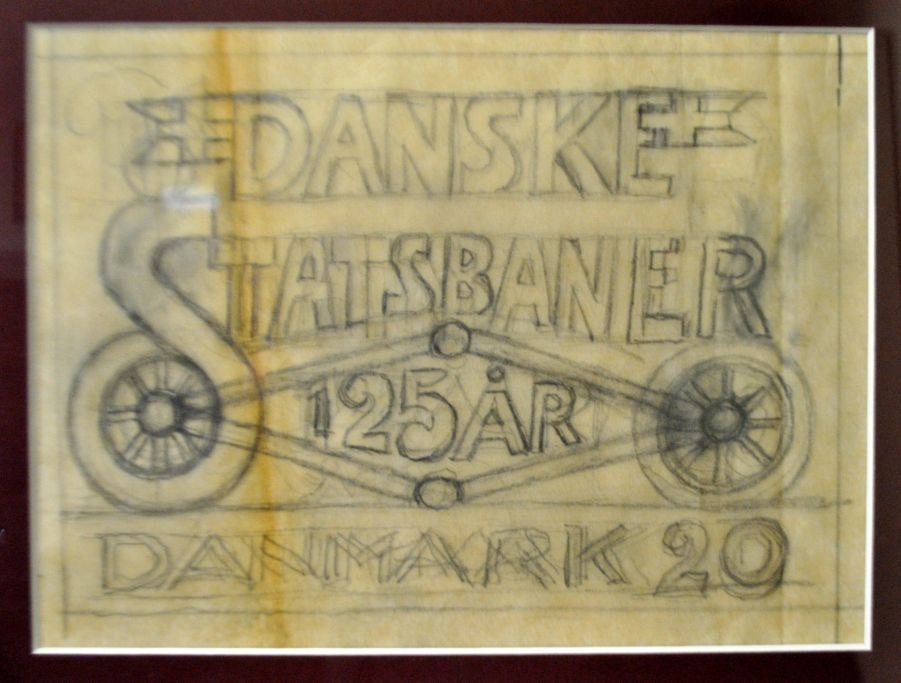 DANSKE
STATSBANER
125 ÅR
DANMARK 20